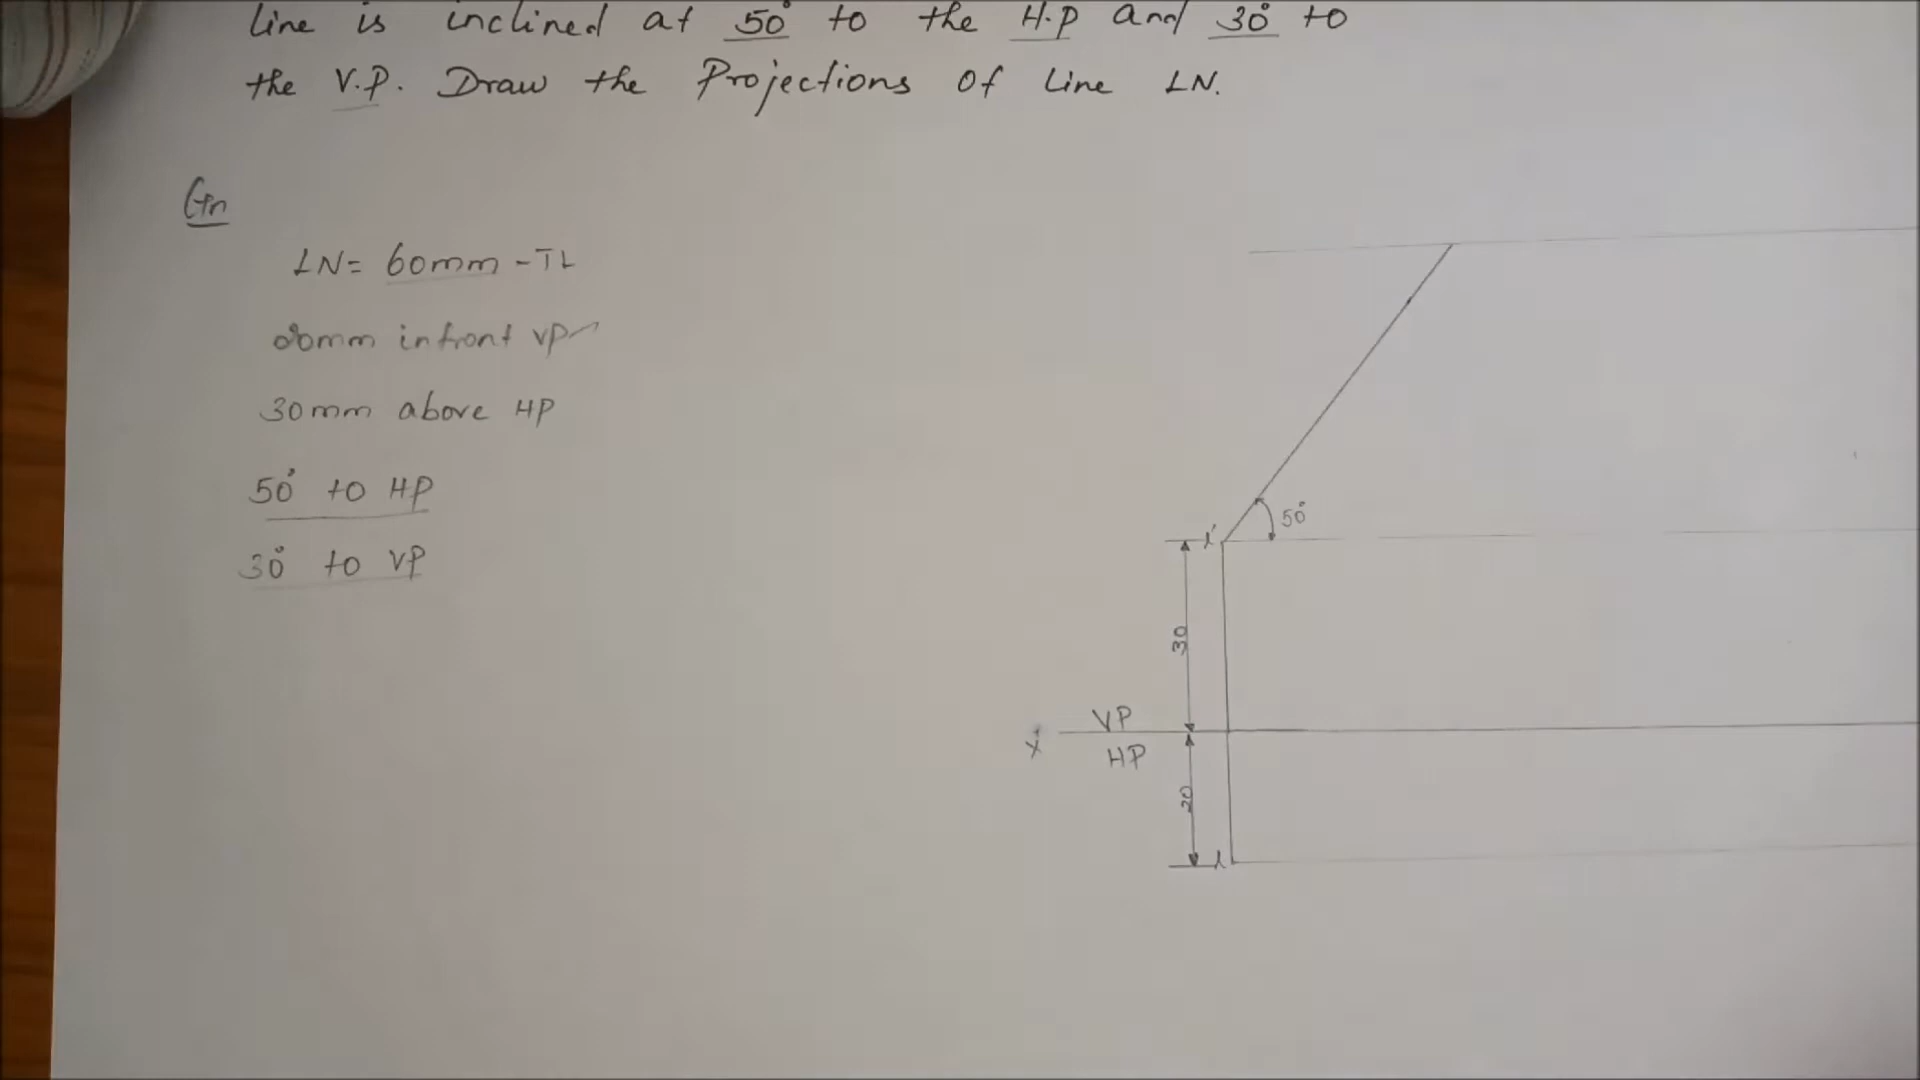 line is inclined at 50° to the H.P and 30° to
the V.P. Draw the Projections of Line LN.
Gn
LN = 60mm - TL
20mm infront VP
30mm above HP
50° to HP
30° to VP
50°
l'
30
VP
X
HP
20
l